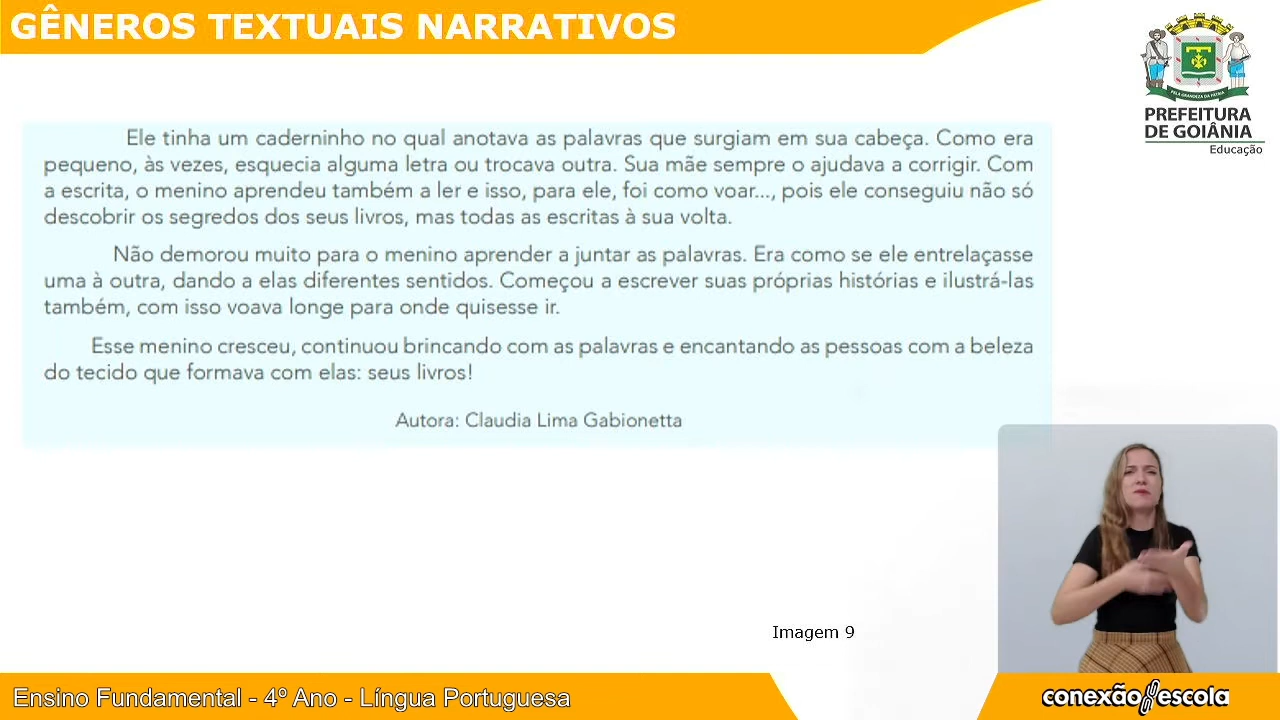 GÊNEROS TEXTUAIS NARRATIVOS
PELA GRANDEZA DA PATRIA
PREFEITURA
DE GOIÂNIA
Educação
Ele tinha um caderninho no qual anotava as palavras que surgiam em sua cabeça. Como era
pequeno, às vezes, esquecia alguma letra ou trocava outra. Sua mãe sempre o ajudava a corrigir. Com
a escrita, o menino aprendeu também a ler e isso, para ele, foi como voar..., pois ele conseguiu não só
descobrir os segredos dos seus livros, mas todas as escritas à sua volta.
Não demorou muito para o menino aprender a juntar as palavras. Era como se ele entrelaçasse
uma à outra, dando a elas diferentes sentidos. Começou a escrever suas próprias histórias e ilustrá-las
também, com isso voava longe para onde quisesse ir.
Esse menino cresceu, continuou brincando com as palavras e encantando as pessoas com a beleza
do tecido que formava com elas: seus livros!
Autora: Claudia Lima Gabionetta
Imagem 9
Ensino Fundamental - 4º Ano - Língua Portuguesa
conexão escola